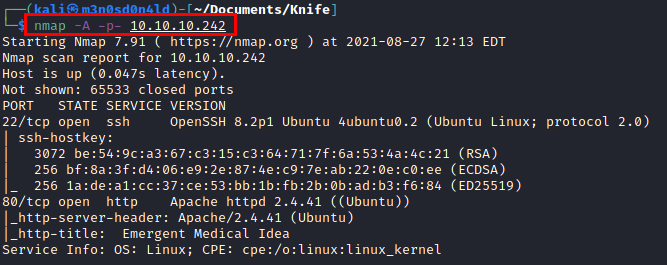 ┌──(kali㉿m3n0sd0n4ld)-[~/Documents/Knife]
└─$ nmap -A -p- 10.10.10.242
Starting Nmap 7.91 ( https://nmap.org ) at 2021-08-27 12:13 EDT
Nmap scan report for 10.10.10.242
Host is up (0.047s latency).
Not shown: 65533 closed ports
PORT   STATE SERVICE VERSION
22/tcp open  ssh     OpenSSH 8.2p1 Ubuntu 4ubuntu0.2 (Ubuntu Linux; protocol 2.0)
| ssh-hostkey:
|   3072 be:54:9c:a3:67:c3:15:c3:64:71:7f:6a:53:4a:4c:21 (RSA)
|   256 bf:8a:3f:d4:06:e9:2e:87:4e:c9:7e:ab:22:0e:c0:ee (ECDSA)
|_  256 1a:de:a1:cc:37:ce:53:bb:1b:fb:2b:0b:ad:b3:f6:84 (ED25519)
80/tcp open  http    Apache httpd 2.4.41 ((Ubuntu))
|_http-server-header: Apache/2.4.41 (Ubuntu)
|_http-title:  Emergent Medical Idea
Service Info: OS: Linux; CPE: cpe:/o:linux:linux_kernel